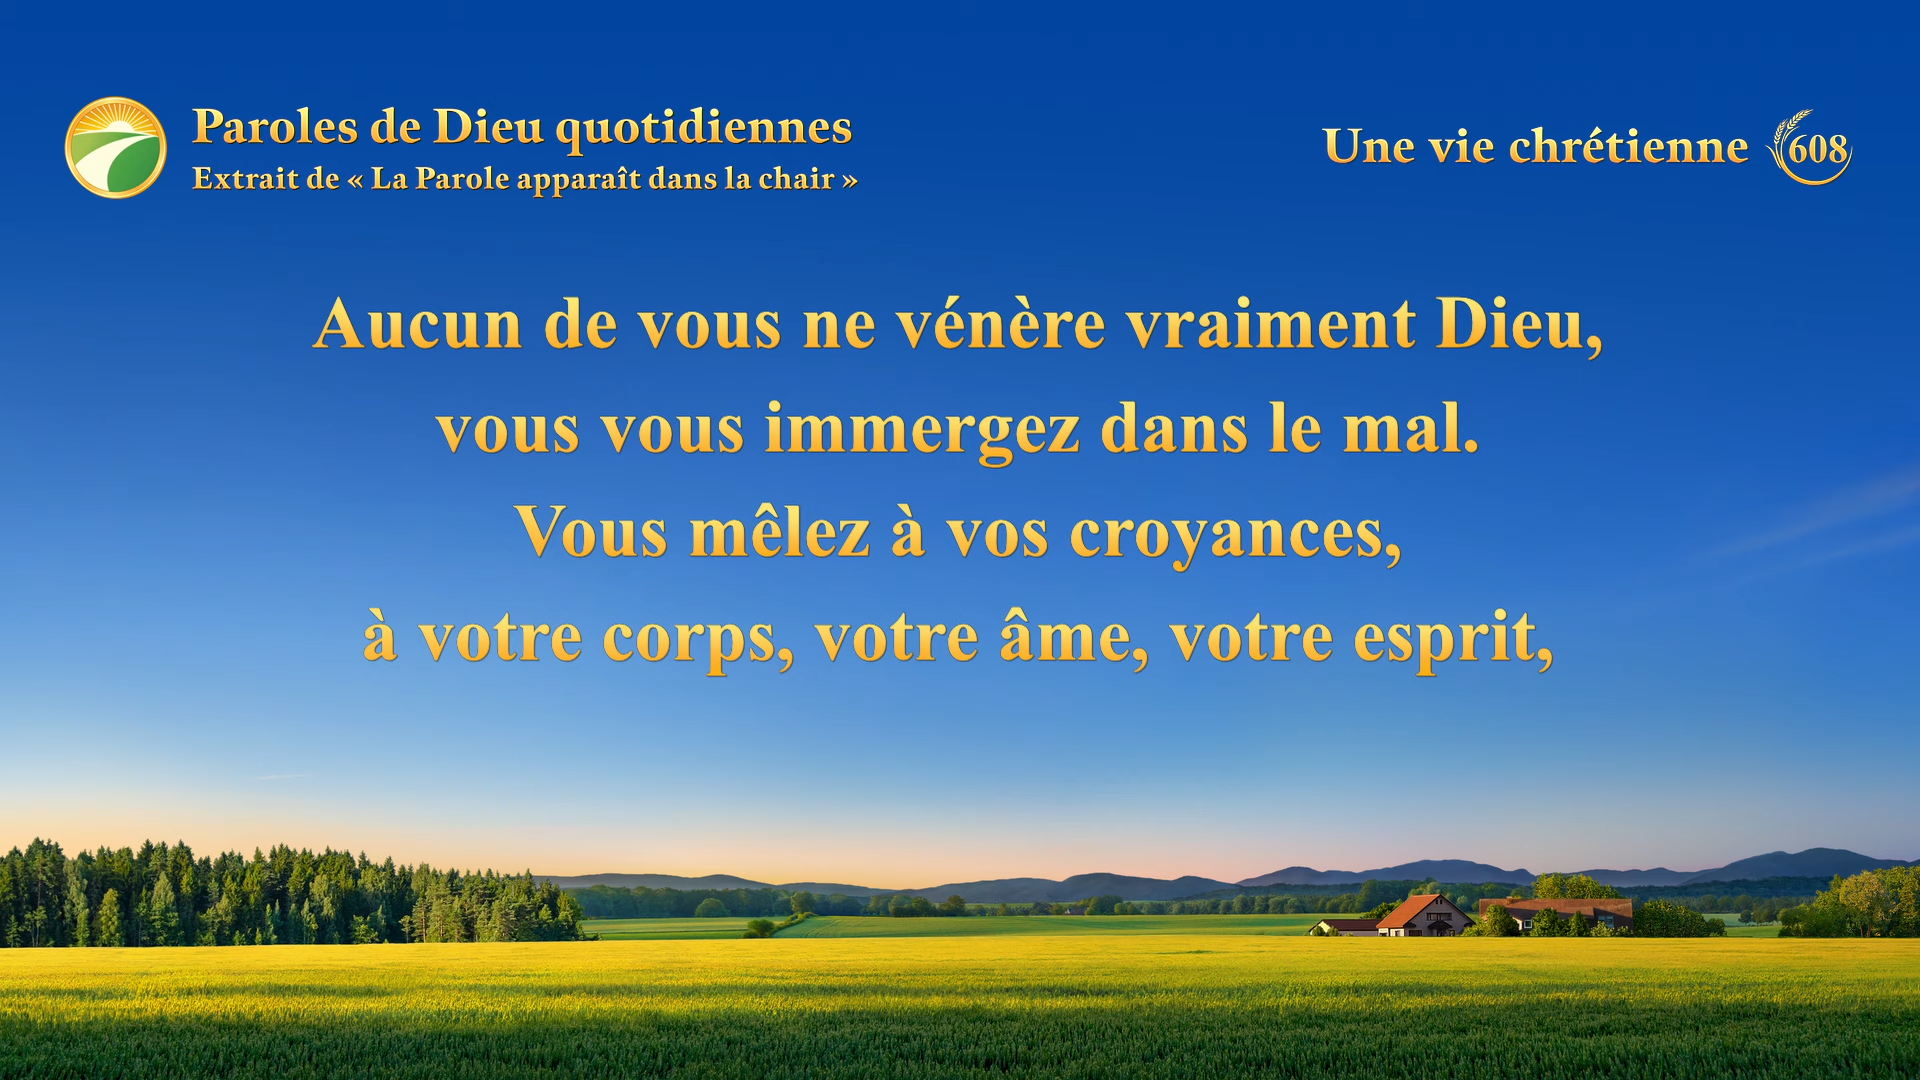 Paroles de Dieu quotidiennes
Extrait de « La Parole apparaît dans la chair »
Une vie chrétienne 608
Aucun de vous ne vénère vraiment Dieu,
vous vous immergez dans le mal.
Vous mêlez à vos croyances,
à votre corps, votre âme, votre esprit,